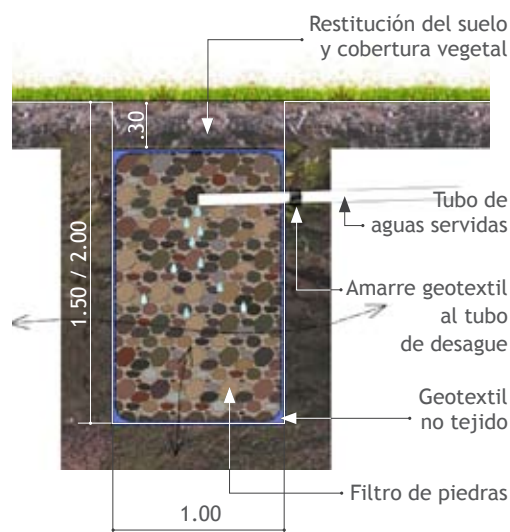 Restitución del suelo
y cobertura vegetal
.30
1.50 / 2.00
Tubo de
aguas servidas
Amarre geotextil
al tubo
de desague
Geotextil
no tejido
Filtro de piedras
1.00